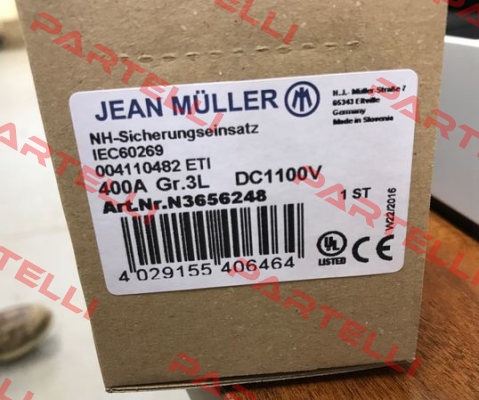 JEAN MÜLLER
H.J. Müller-Straße 7
65343 Eltville
Germany
Made in Slovenia
NH-Sicherungseinsatz
IEC60269
004110482 ETI
400A Gr.3L DC1100V
Art.Nr.N3656248
1 ST
W22/2016
UL LISTED
CE
4 029155 406464
PARTELLI
PARTELLI
PARTELLI
PARTELLI
PARTELLI